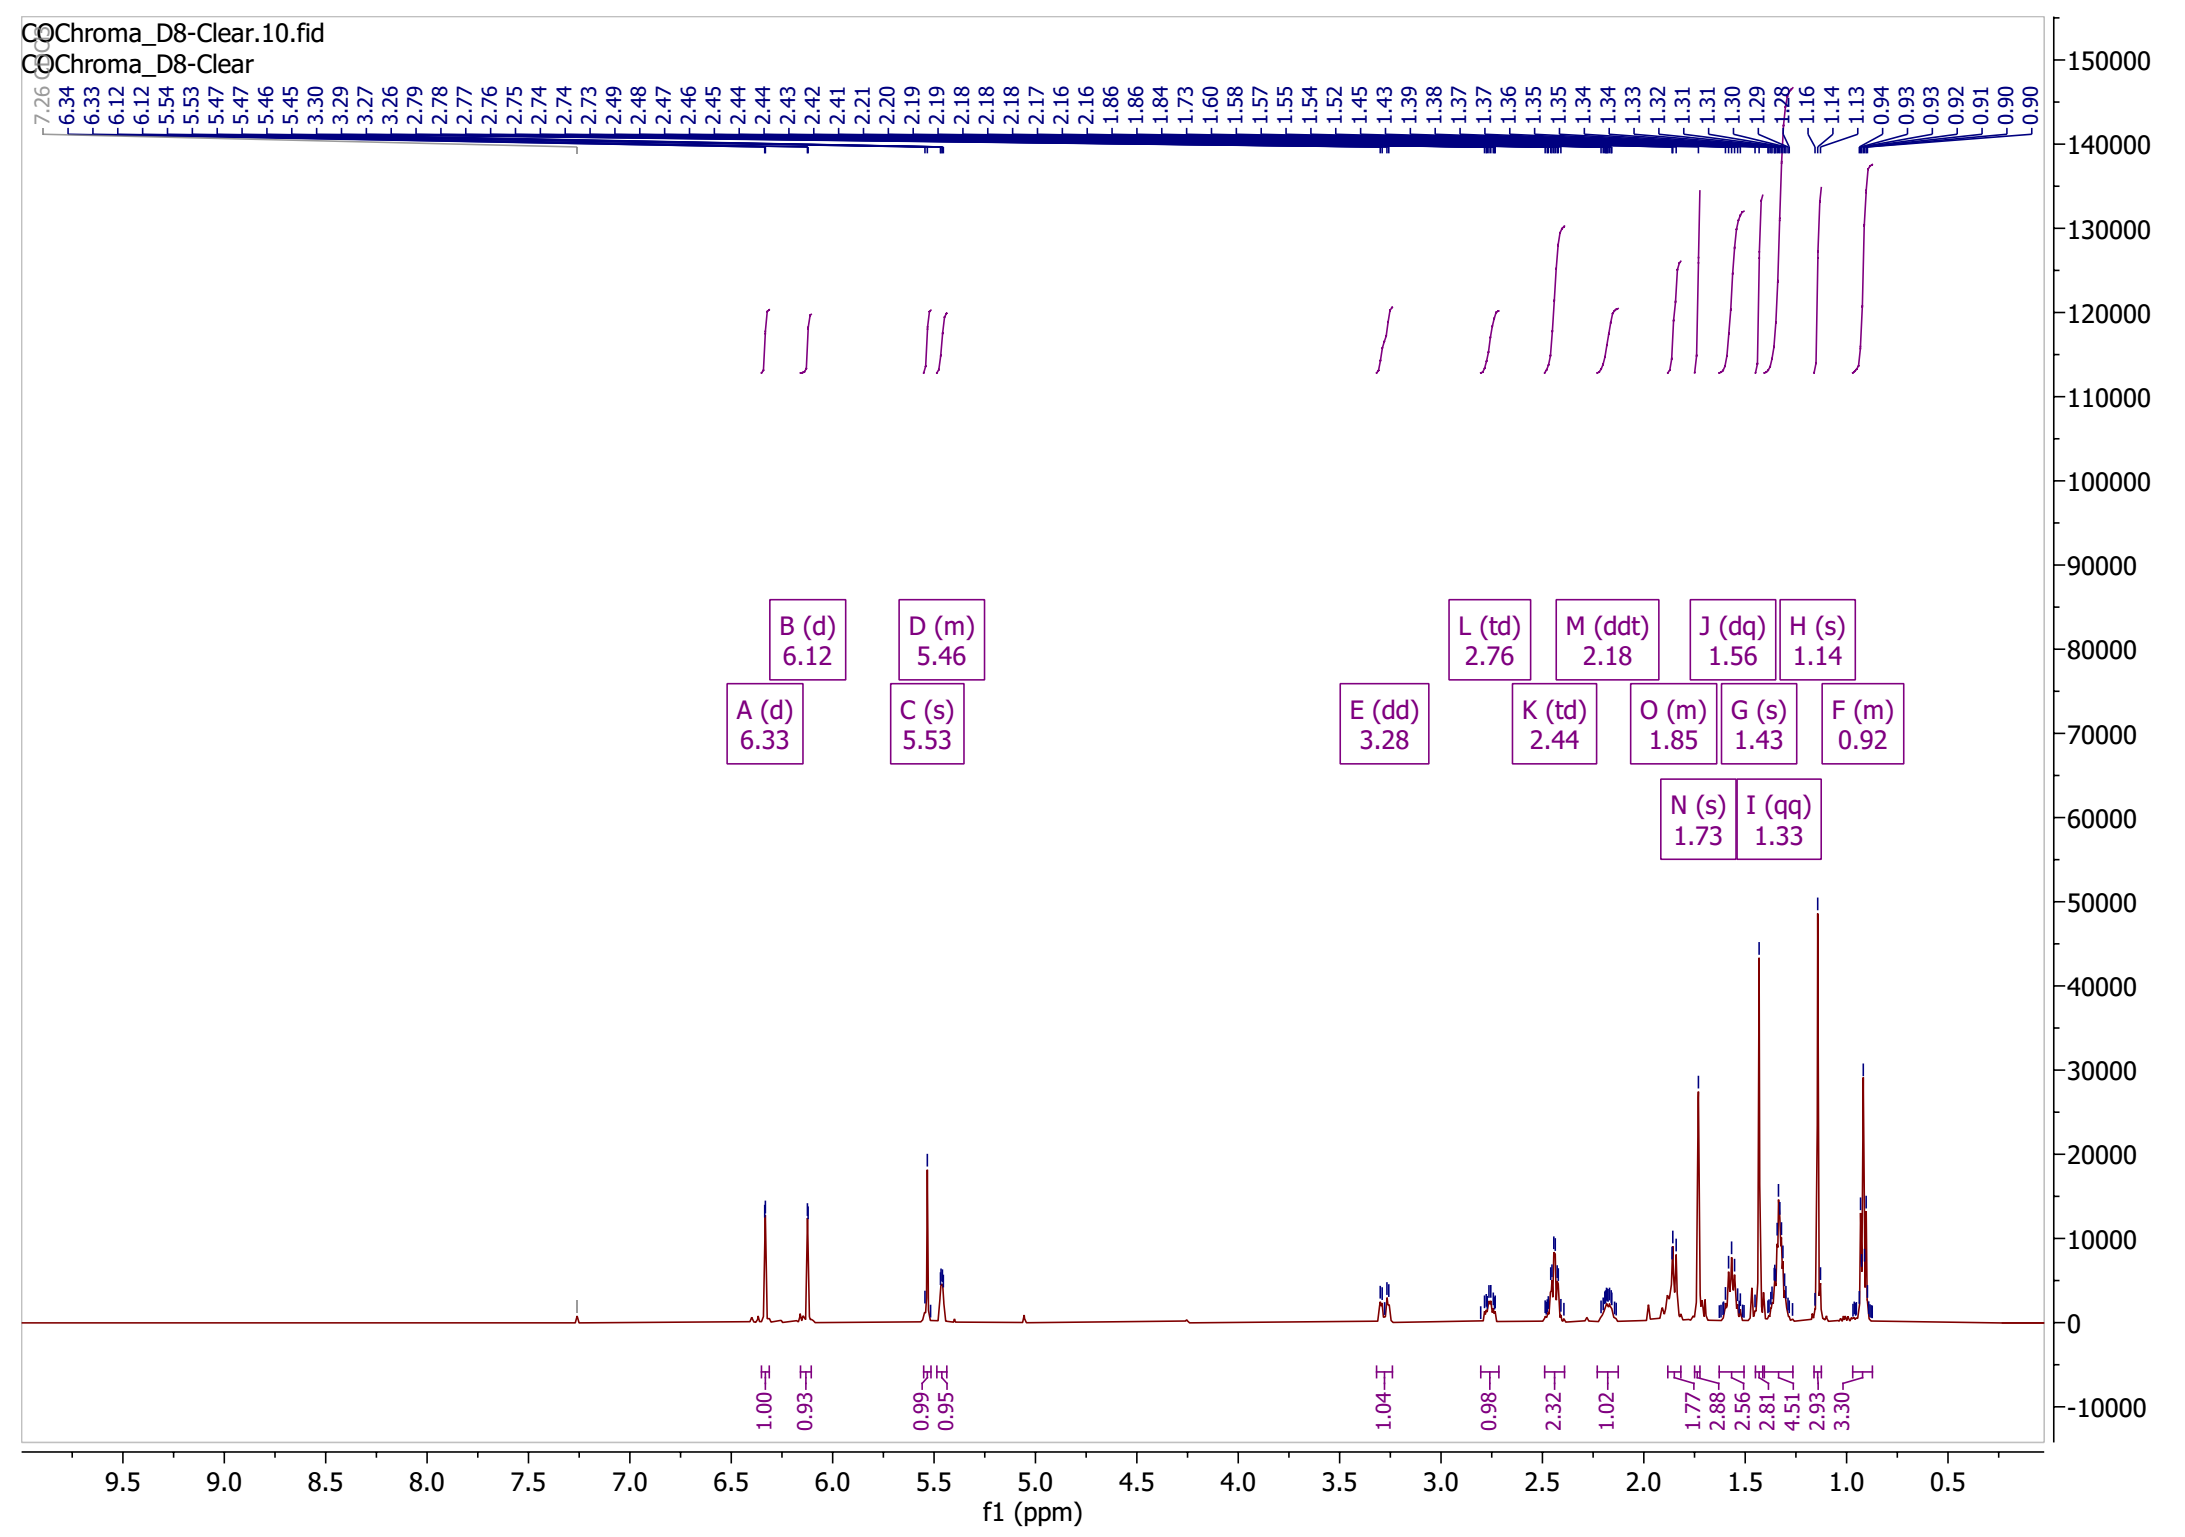 COChroma_D8-Clear.10.fid
COChroma_D8-Clear
7.26 CDCl3
6.34 6.33 6.12 6.12 5.54 5.53 5.47 5.47 5.46 5.45 3.30 3.29 3.27 3.26 2.79 2.78 2.77 2.76 2.75 2.74 2.74 2.73 2.49 2.48 2.47 2.46 2.45 2.44 2.44 2.43 2.42 2.41 2.21 2.20 2.19 2.19 2.18 2.18 2.18 2.17 2.16 2.16 1.86 1.86 1.84 1.73 1.60 1.58 1.57 1.55 1.54 1.52 1.45 1.43 1.39 1.38 1.37 1.37 1.36 1.35 1.35 1.34 1.34 1.33 1.32 1.31 1.31 1.30 1.29 1.28 1.16 1.14 1.13 0.94 0.93 0.93 0.92 0.91 0.90 0.90
150000
140000
130000
120000
110000
100000
90000
80000
70000
60000
50000
40000
30000
20000
10000
0
-10000
B (d)
6.12
D (m)
5.46
L (td)
2.76
M (ddt)
2.18
J (dq)
1.56
H (s)
1.14
A (d)
6.33
C (s)
5.53
E (dd)
3.28
K (td)
2.44
O (m)
1.85
G (s)
1.43
F (m)
0.92
N (s)
1.73
I (qq)
1.33
1.00 0.93 0.99 0.95 1.04 0.98 2.32 1.02 1.77 2.88 2.56 2.81 4.51 2.93 3.30
9.5 9.0 8.5 8.0 7.5 7.0 6.5 6.0 5.5 5.0 4.5 4.0 3.5 3.0 2.5 2.0 1.5 1.0 0.5
f1 (ppm)